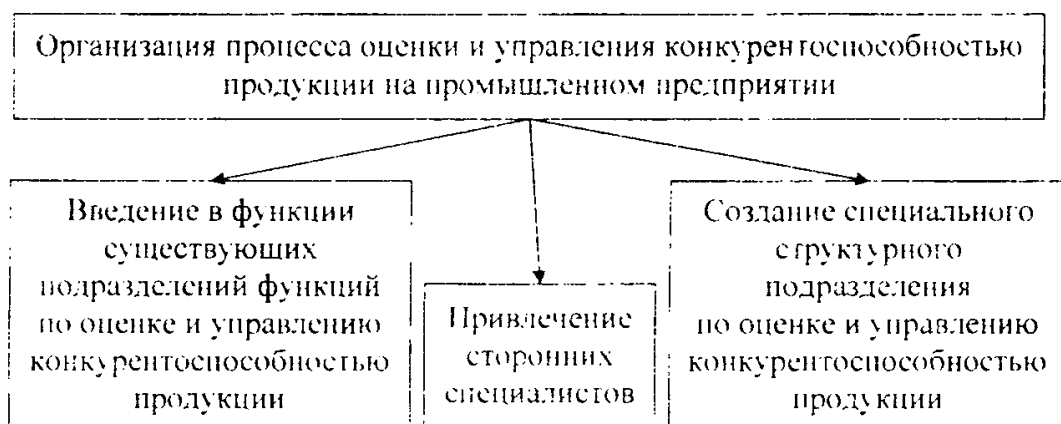 Организация процесса оценки и управления конкурентоспособностью
продукции на промышленном предприятии
Введение в функции
существующих
подразделений функций
по оценке и управлению
конкурентоспособностью
продукции
Привлечение
сторонних
специалистов
Создание специального
структурного
подразделения
по оценке и управлению
конкурентоспособностью
продукции